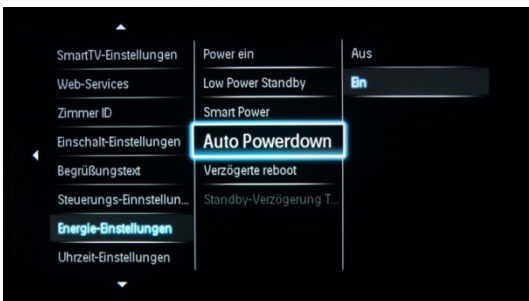 SmartTV-Einstellungen
Web-Services
Zimmer ID
Einschalt-Einstellungen
Begrüßungstext
Steuerungs-Einnstellun...
Energie-Einstellungen
Uhrzeit-Einstellungen
Power ein
Low Power Standby
Smart Power
Auto Powerdown
Verzögerte reboot
Standby-Verzögerung T...
Aus
Ein